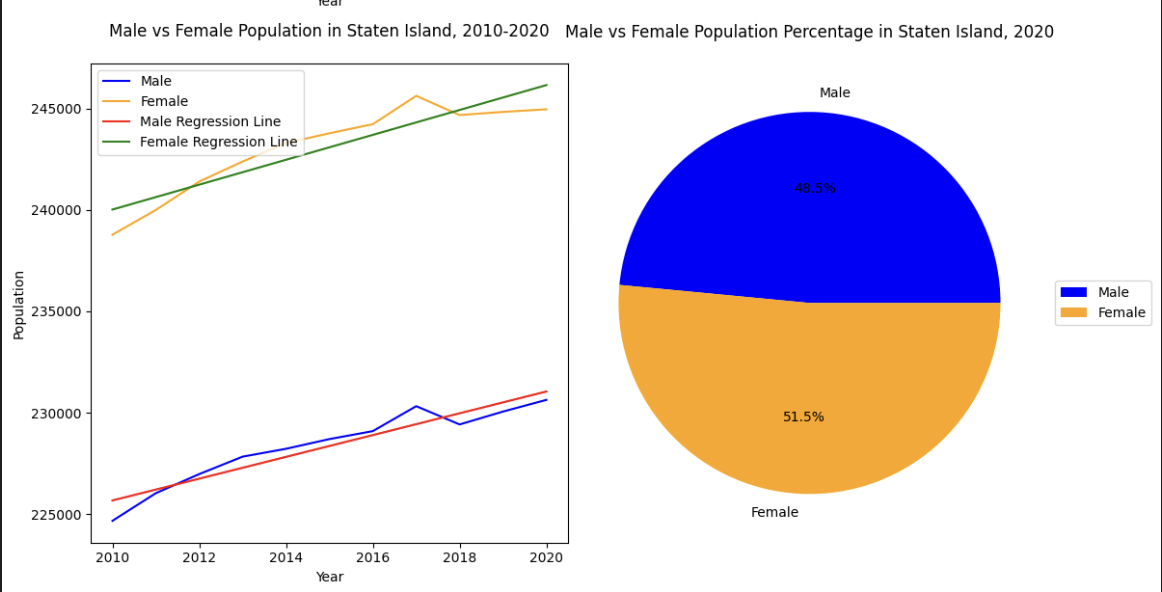 Year
Male vs Female Population in Staten Island, 2010-2020
Male
Female
Male Regression Line
Female Regression Line
245000
240000
235000
230000
225000
Population
2010 2012 2014 2016 2018 2020
Year
Male vs Female Population Percentage in Staten Island, 2020
Male
48.5%
51.5%
Female
Male
Female